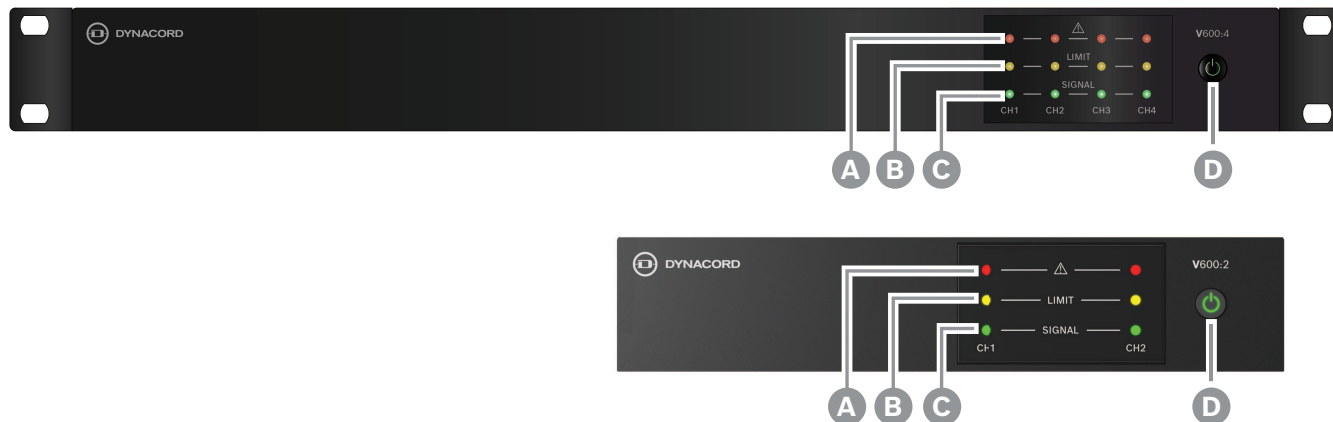 DYNACORD
V600:4
LIMIT
SIGNAL
CH1 CH2 CH3 CH4
A B C D
DYNACORD
V600:2
LIMIT
SIGNAL
CH1 CH2
A B C D